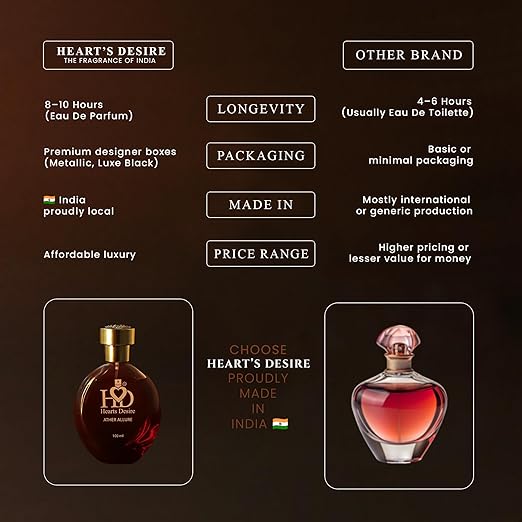 HEART'S DESIRE
THE FRAGRANCE OF INDIA
OTHER BRAND
8–10 Hours
(Eau De Parfum)
LONGEVITY
4–6 Hours
(Usually Eau De Toilette)
Premium designer boxes
(Metallic, Luxe Black)
PACKAGING
Basic or
minimal packaging
🇮🇳 India
proudly local
MADE IN
Mostly international
or generic production
Affordable luxury
PRICE RANGE
Higher pricing or
lesser value for money
HD
Hearts Desire
ATHER ALLURE
100 ml
CHOOSE
HEART'S DESIRE
PROUDLY
MADE
IN
INDIA 🇮🇳